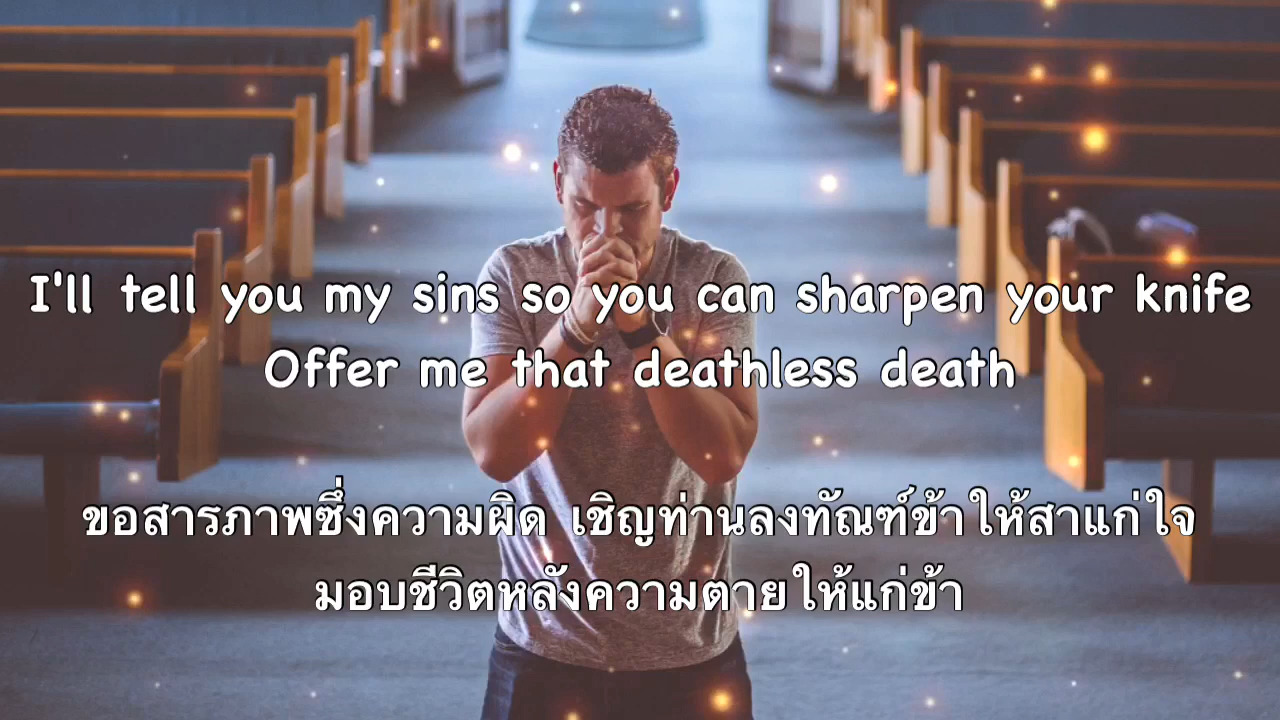 I'll tell you my sins so you can sharpen your knife
Offer me that deathless death
ขอสารภาพซึ่งความผิด เชิญท่านลงทัณฑ์ข้าให้สาแก่ใจ
มอบชีวิตหลังความตายให้แก่ข้า